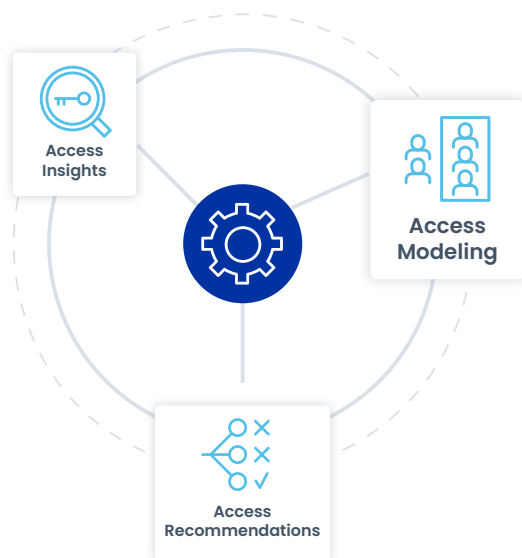 Access
Insights
Access
Modeling
Access
Recommendations